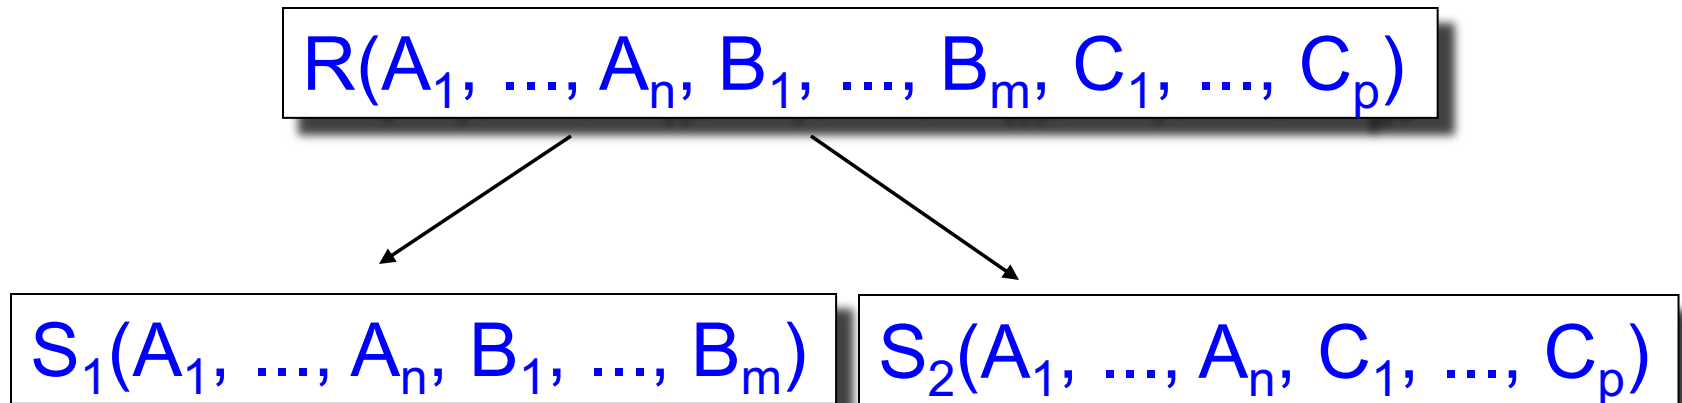 R(A₁, ..., Aₙ, B₁, ..., Bₘ, C₁, ..., Cₚ)
S₁(A₁, ..., Aₙ, B₁, ..., Bₘ)
S₂(A₁, ..., Aₙ, C₁, ..., Cₚ)